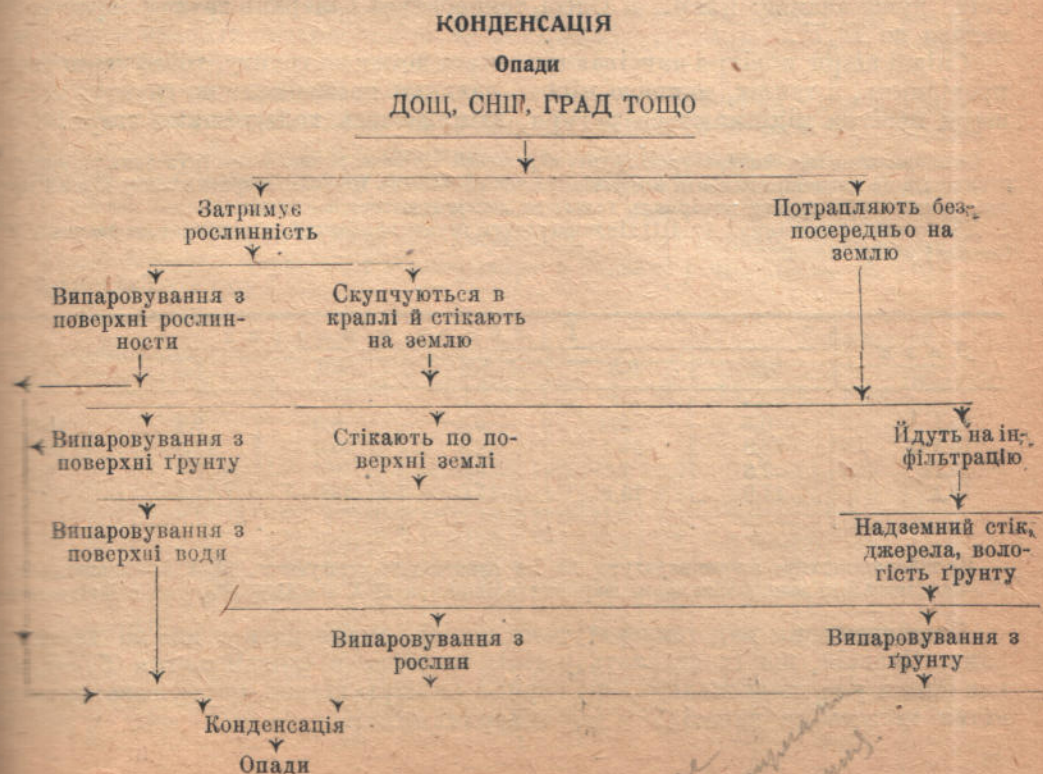 КОНДЕНСАЦІЯ
Опади
ДОЩ, СНІГ, ГРАД ТОЩО
Затримує
рослинність
Потрапляють без-
посередньо на
землю
Випаровування з
поверхні рослин-
ности
Скупчуються в
краплі й стікають
на землю
Випаровування з
поверхні ґрунту
Стікають по по-
верхні землі
Йдуть на ін-
фільтрацію
Випаровування з
поверхні води
Надземний стік,
джерела, воло-
гість ґрунту
Випаровування з
рослин
Випаровування з
ґрунту
Конденсація
Опади